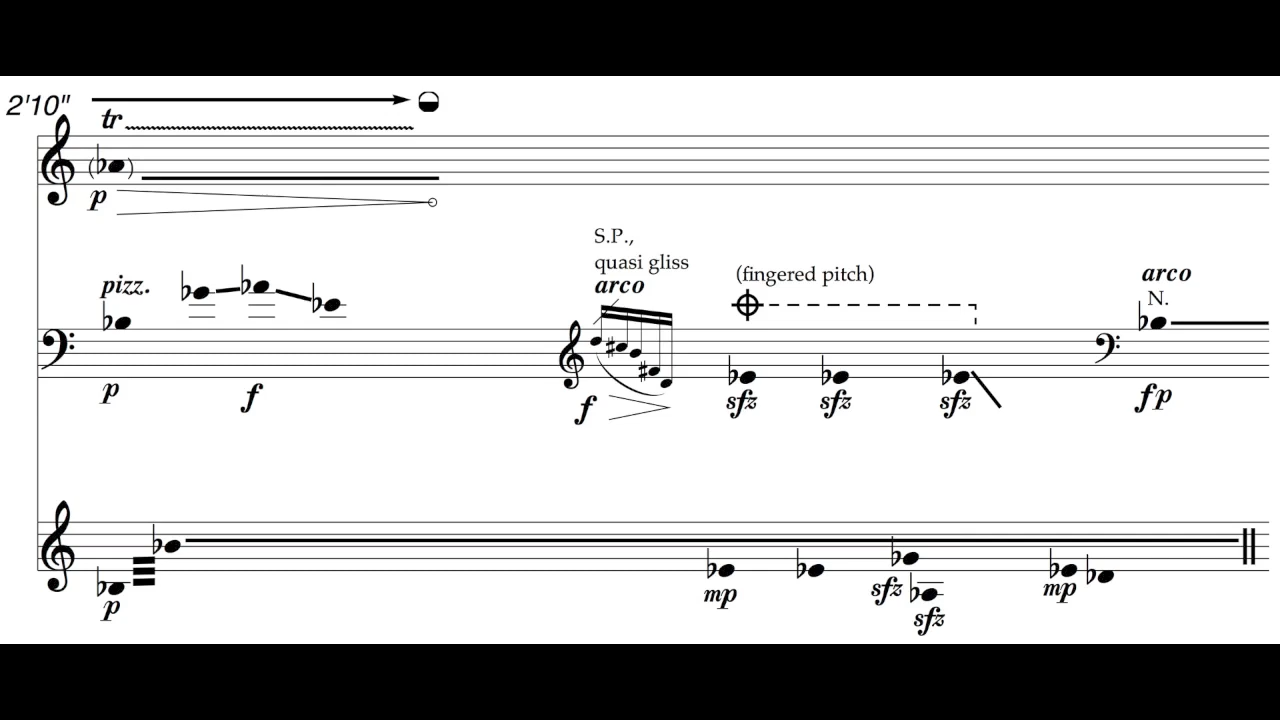 2'10"
tr
p
S.P.,
quasi gliss
pizz.
arco
(fingered pitch)
arco
N.
p
f
f
sfz
sfz
sfz
fp
p
mp
sfz
sfz
mp